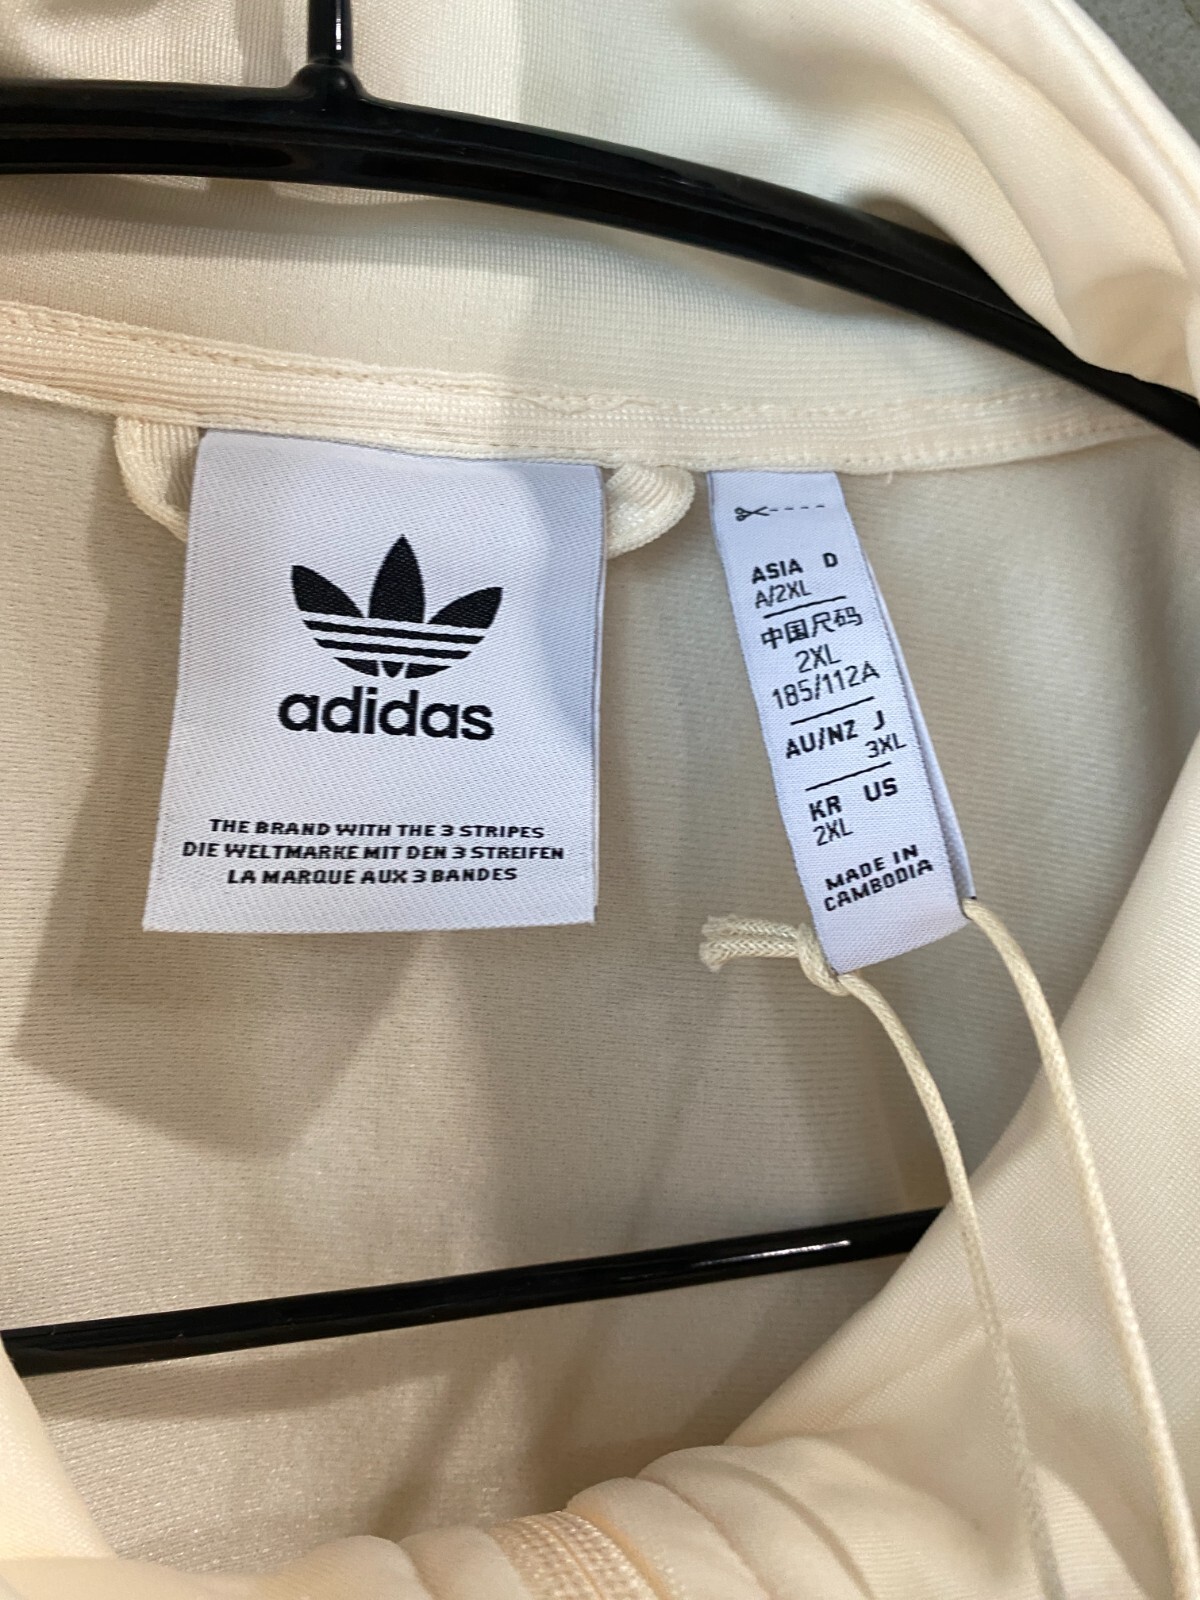 adidas
THE BRAND WITH THE 3 STRIPES
DIE WELTMARKE MIT DEN 3 STREIFEN
LA MARQUE AUX 3 BANDES
ASIA D
A/2XL
中国尺码
2XL
185/112A
AU/NZ J
3XL
KR US
2XL
MADE IN
CAMBODIA